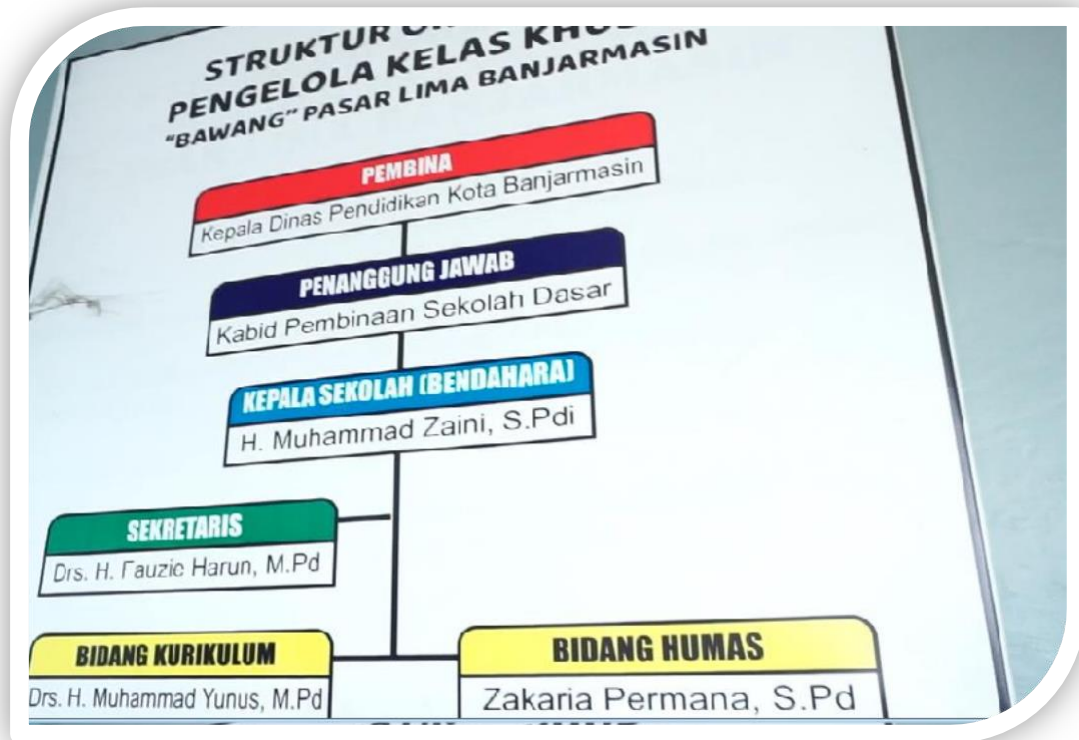 STRUKTUR
PENGELOLA KELAS
"BAWANG" PASAR LIMA BANJARMASIN
PEMBINA
Kepala Dinas Pendidikan Kota Banjarmasin
PENANGGUNG JAWAB
Kabid Pembinaan Sekolah Dasar
KEPALA SEKOLAH (BENDAHARA)
H. Muhammad Zaini, S.Pdi
SEKRETARIS
Drs. H. Fauzie Harun, M.Pd
BIDANG KURIKULUM
Drs. H. Muhammad Yunus, M.Pd
BIDANG HUMAS
Zakaria Permana, S.Pd